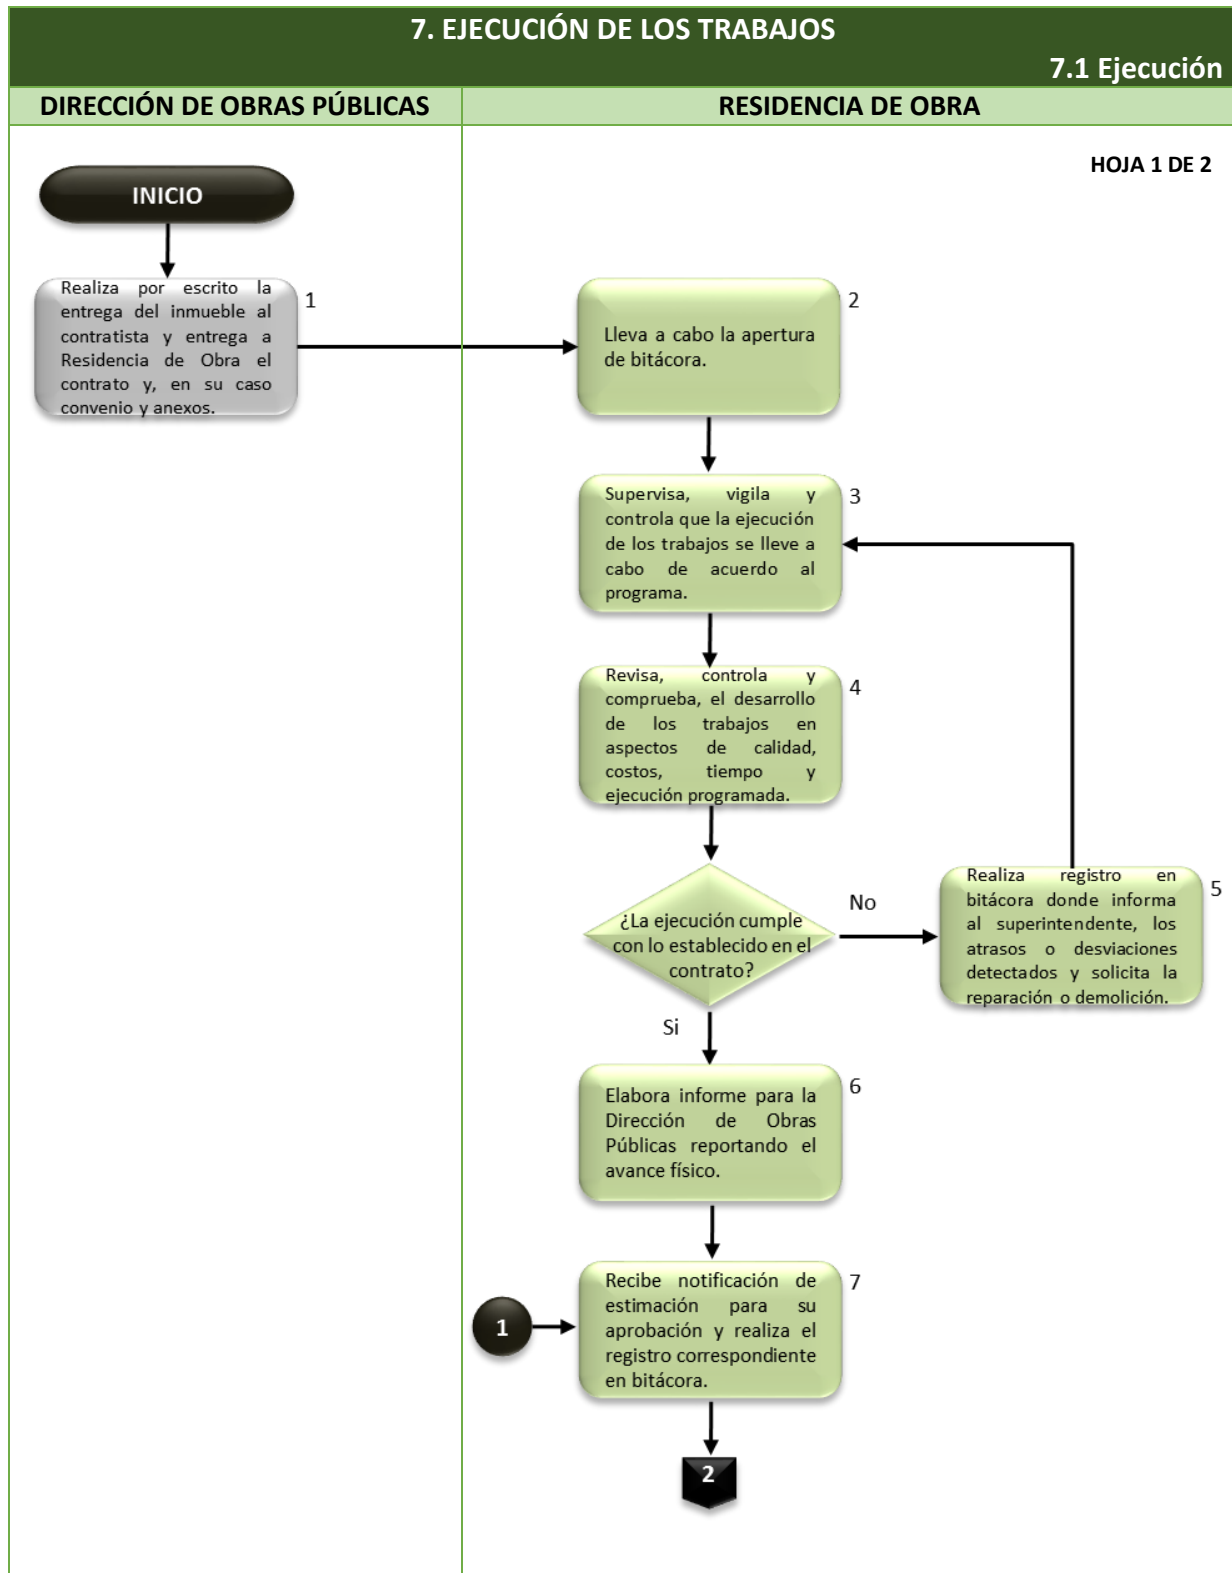 7. EJECUCIÓN DE LOS TRABAJOS
7.1 Ejecución
DIRECCIÓN DE OBRAS PÚBLICAS
RESIDENCIA DE OBRA
HOJA 1 DE 2
INICIO
Realiza por escrito la
entrega del inmueble al
contratista y entrega a
Residencia de Obra el
contrato y, en su caso
convenio y anexos.
1
Lleva a cabo la apertura
de bitácora.
2
Supervisa, vigila y
controla que la ejecución
de los trabajos se lleve a
cabo de acuerdo al
programa.
3
Revisa, controla y
comprueba, el desarrollo
de los trabajos en
aspectos de calidad,
costos, tiempo y
ejecución programada.
4
¿La ejecución cumple
con lo establecido en el
contrato?
No
Realiza registro en
bitácora donde informa
al superintendente, los
atrasos o desviaciones
detectados y solicita la
reparación o demolición.
5
Si
Elabora informe para la
Dirección de Obras
Públicas reportando el
avance físico.
6
1
Recibe notificación de
estimación para su
aprobación y realiza el
registro correspondiente
en bitácora.
7
2